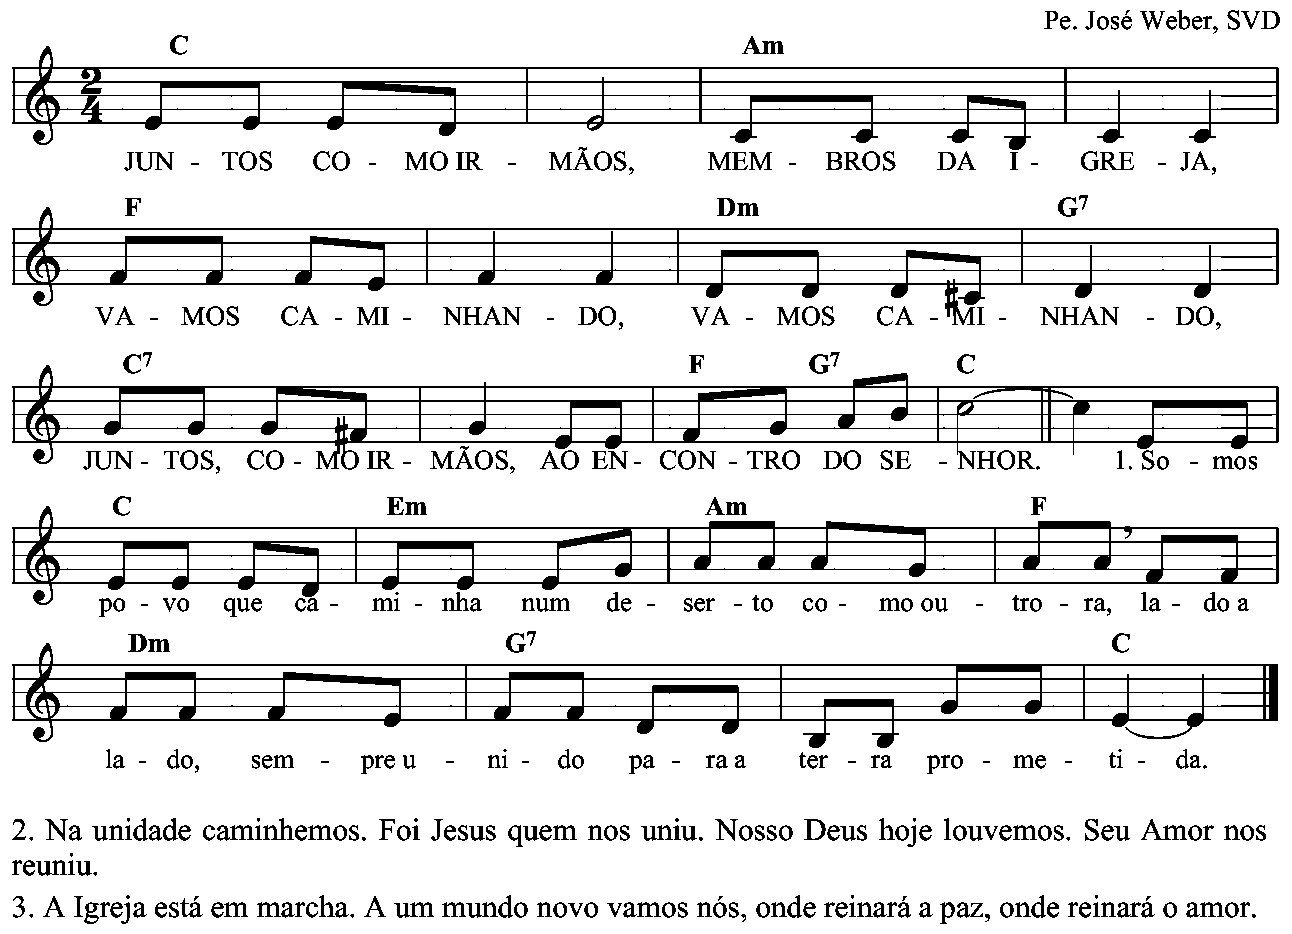 Pe. José Weber, SVD
C Am
2
4
JUN - TOS CO - MO IR - MÃOS, MEM - BROS DA I - GRE - JA,
F Dm G7
VA - MOS CA - MI - NHAN - DO, VA - MOS CA - MI - NHAN - DO,
C7 F G7 C
JUN - TOS, CO - MO IR - MÃOS, AO EN - CON - TRO DO SE - NHOR. 1. So - mos
C Em Am F
po - vo que ca - mi - nha num de - ser - to co - mo ou - tro - ra, la - do a
Dm G7 C
la - do, sem - pre u - ni - do pa - ra a ter - ra pro - me - ti - da.
2. Na unidade caminhemos. Foi Jesus quem nos uniu. Nosso Deus hoje louvemos. Seu Amor nos
reuniu.
3. A Igreja está em marcha. A um mundo novo vamos nós, onde reinará a paz, onde reinará o amor.